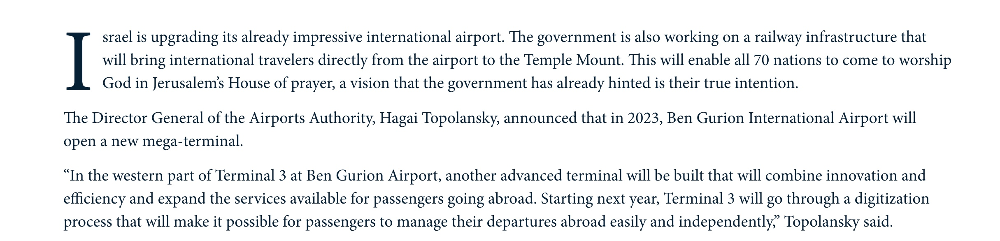 Israel is upgrading its already impressive international airport. The government is also working on a railway infrastructure that
will bring international travelers directly from the airport to the Temple Mount. This will enable all 70 nations to come to worship
God in Jerusalem’s House of prayer, a vision that the government has already hinted is their true intention.
The Director General of the Airports Authority, Hagai Topolansky, announced that in 2023, Ben Gurion International Airport will
open a new mega-terminal.
“In the western part of Terminal 3 at Ben Gurion Airport, another advanced terminal will be built that will combine innovation and
efficiency and expand the services available for passengers going abroad. Starting next year, Terminal 3 will go through a digitization
process that will make it possible for passengers to manage their departures abroad easily and independently,” Topolansky said.